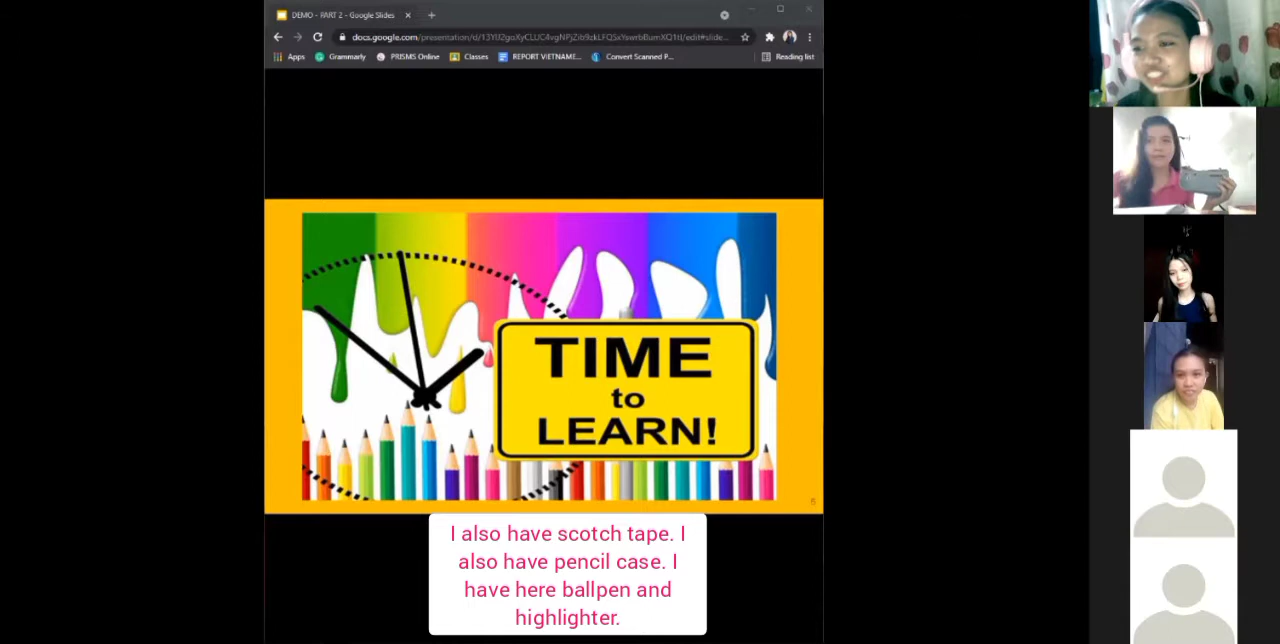 DEMO - PART 2 - Google Slides
Apps
Grammarly
PRISMS Online
Classes
REPORT VIETNAME...
Convert Scanned P...
Reading list
TIME
to
LEARN!
I also have scotch tape. I
also have pencil case. I
have here ballpen and
highlighter.